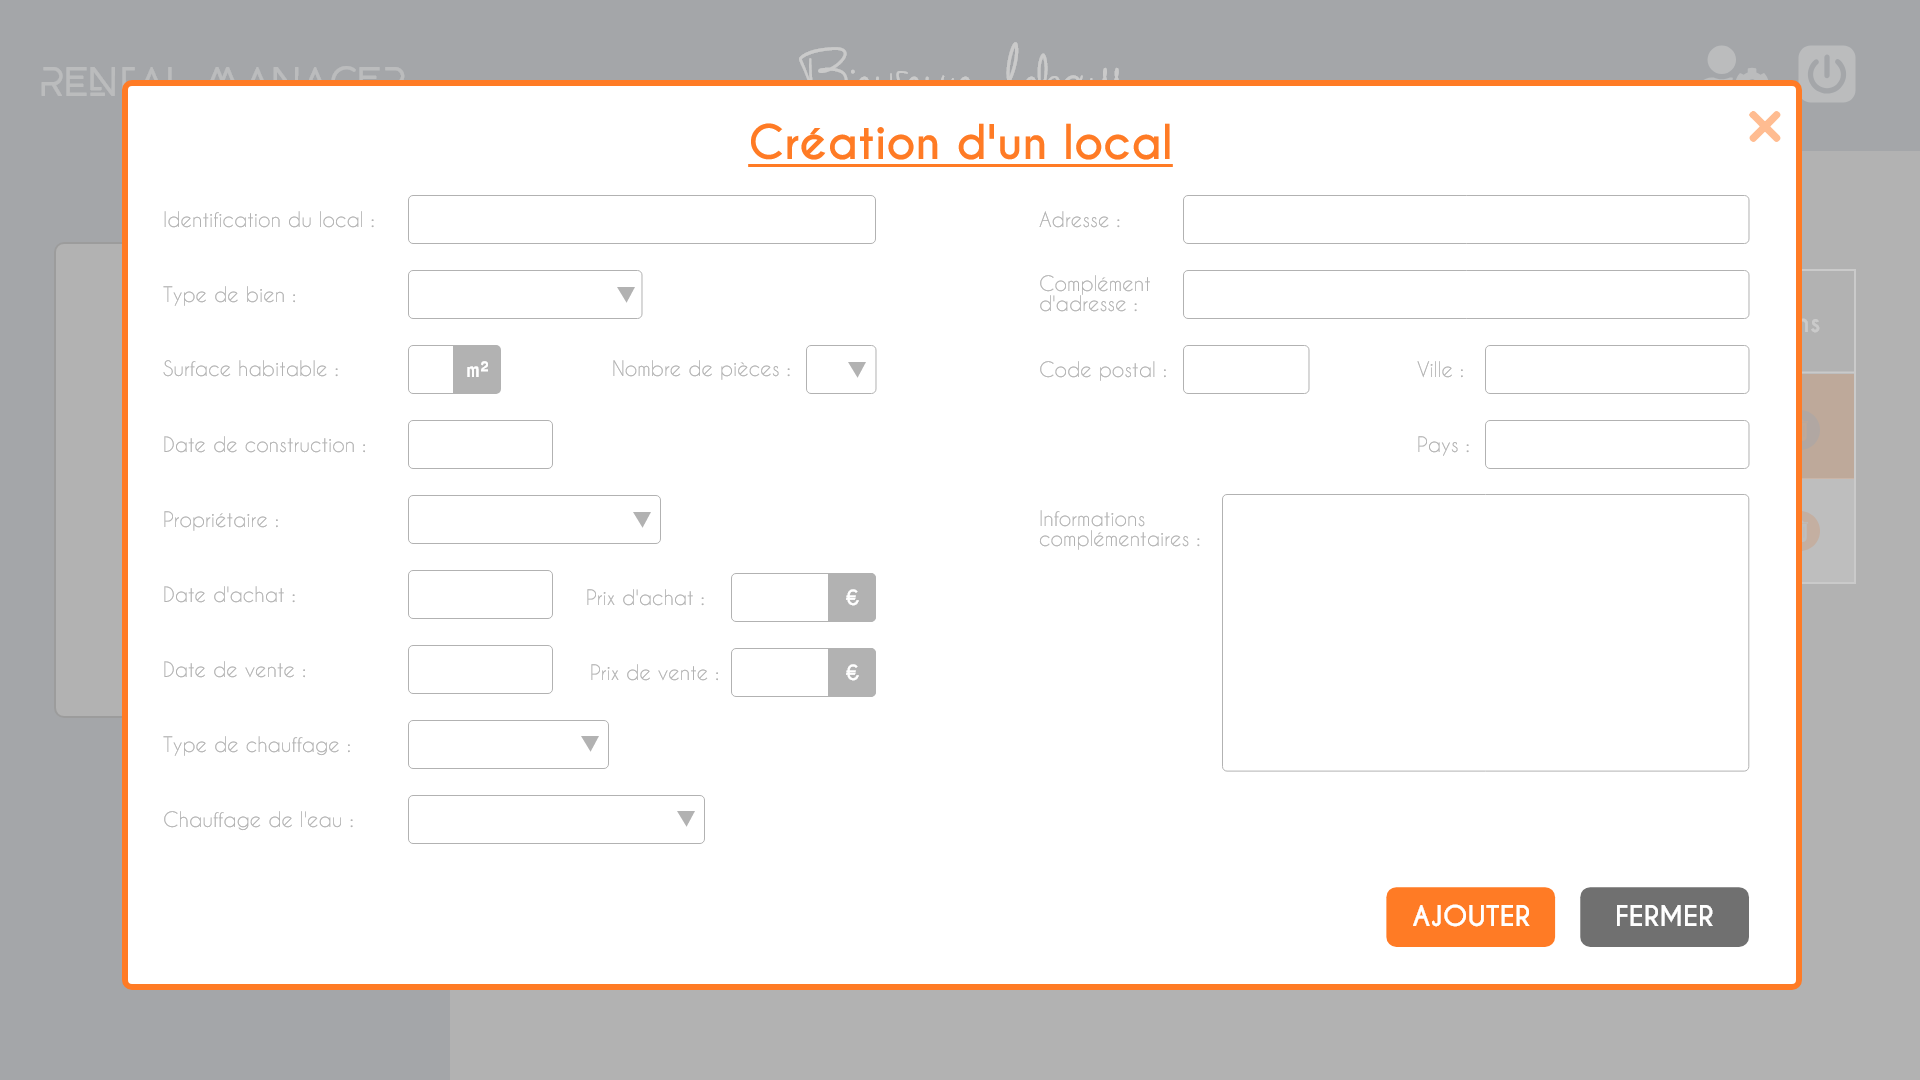 Création d'un local
Identification du local :
Type de bien :
Surface habitable :
m²
Nombre de pièces :
Date de construction :
Propriétaire :
Date d'achat :
Prix d'achat :
€
Date de vente :
Prix de vente :
€
Type de chauffage :
Chauffage de l'eau :
Adresse :
Complément
d'adresse :
Code postal :
Ville :
Pays :
Informations
complémentaires :
AJOUTER
FERMER